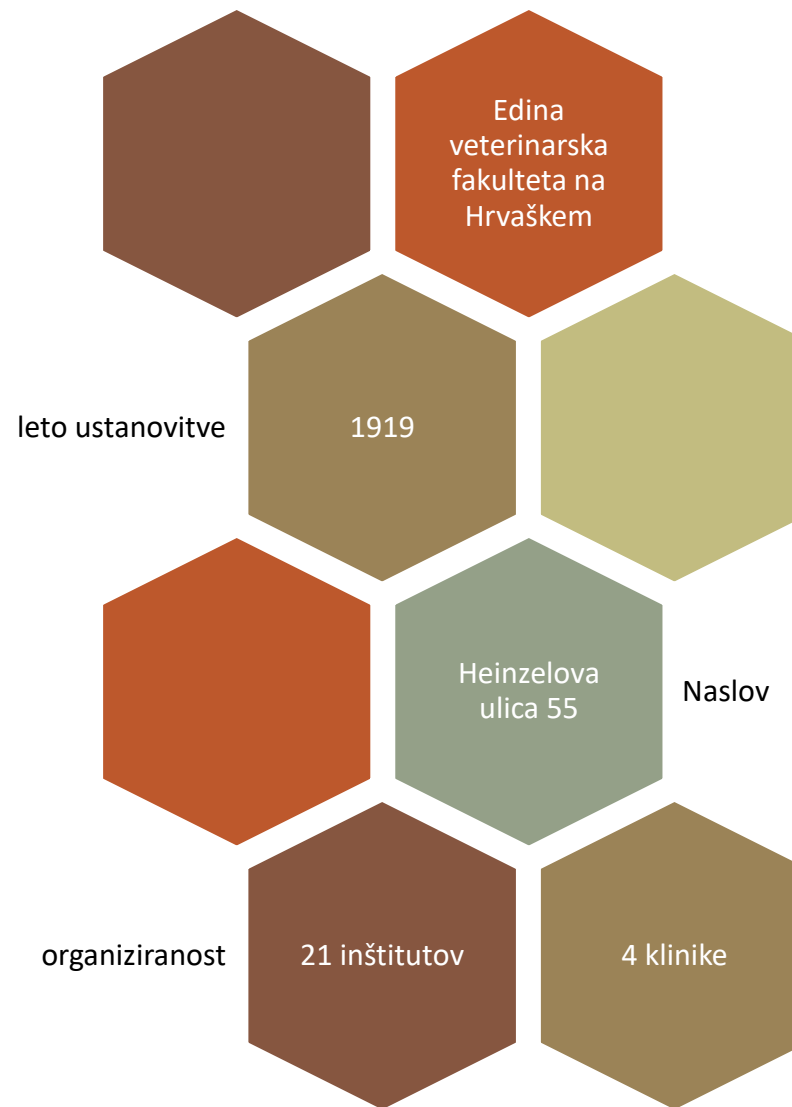 Edina
veterinarska
fakulteta na
Hrvaškem
leto ustanovitve
1919
Heinzelova
ulica 55
Naslov
organiziranost
21 inštitutov
4 klinike